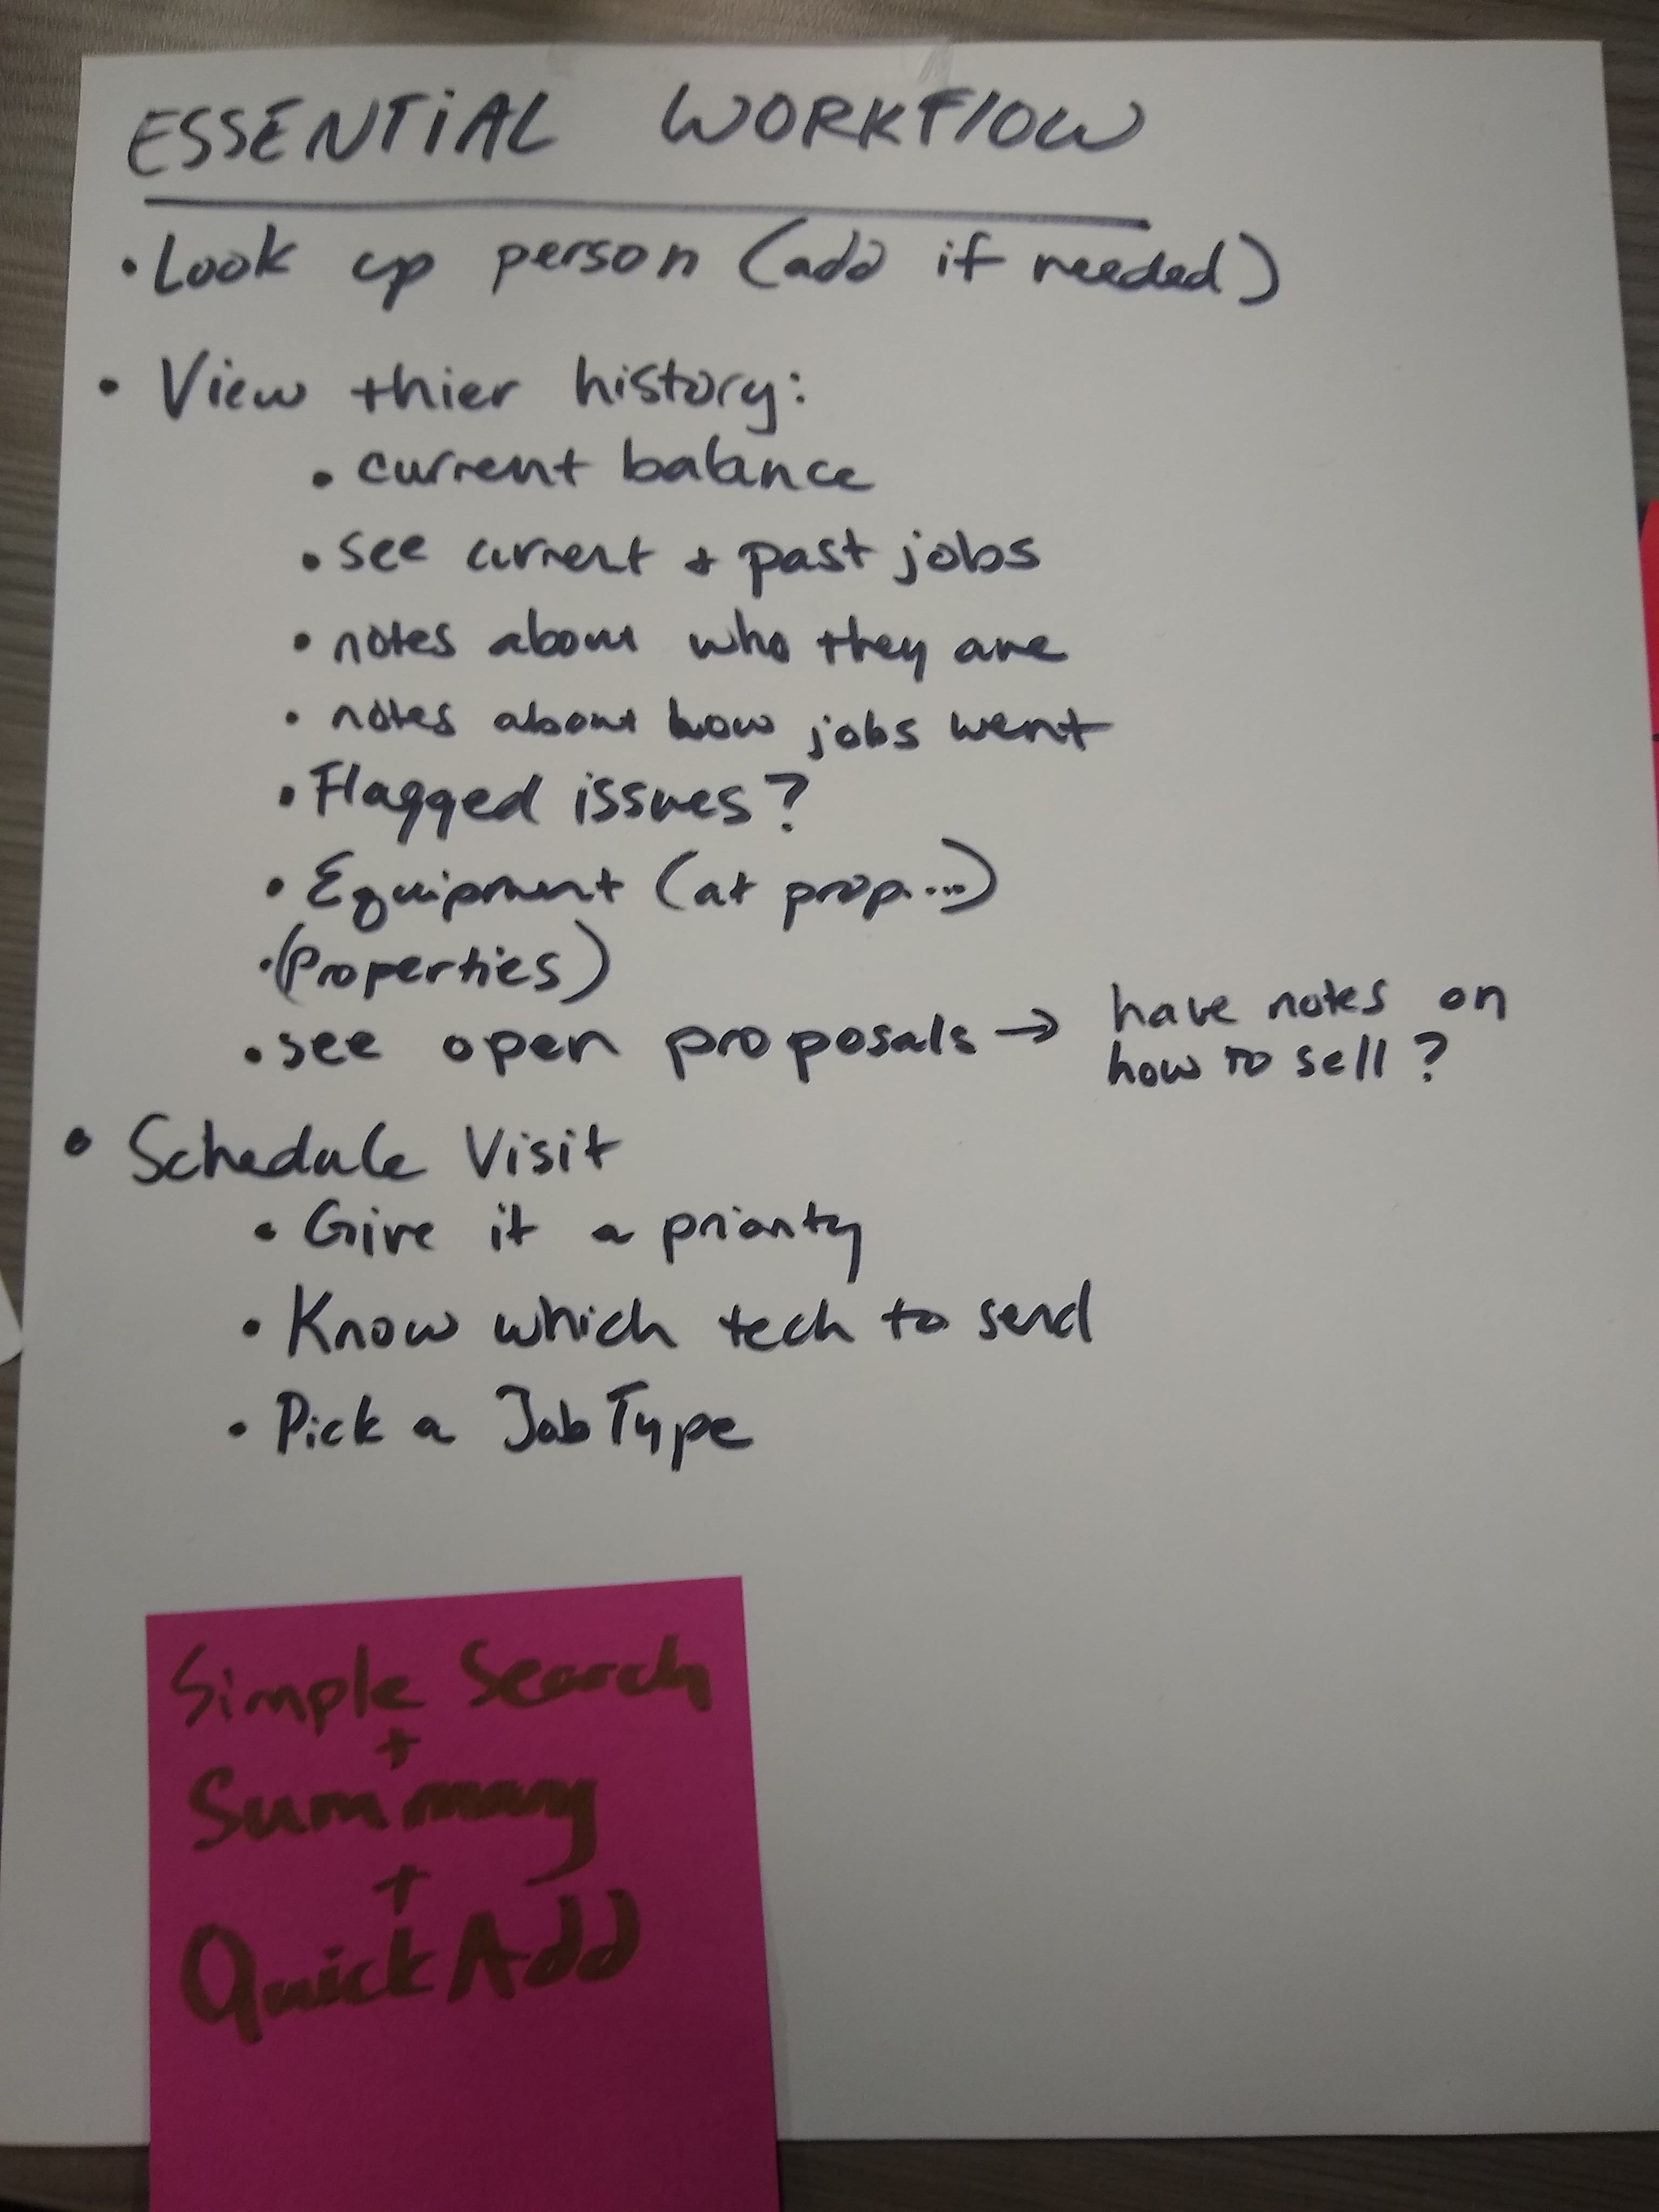 ESSENTIAL WORKFLOW
• Look up person (add if needed)
• View thier history:
• current balance
• see current + past jobs
• notes about who they are
• notes about how jobs went
• Flagged issues?
• Equipment (at prop...)
• (Properties)
• see open proposals → have notes on
how to sell?
• Schedule Visit
• Give it a priority
• Know which tech to send
• Pick a Job Type
Simple Search
+
Summary
+
Quick Add